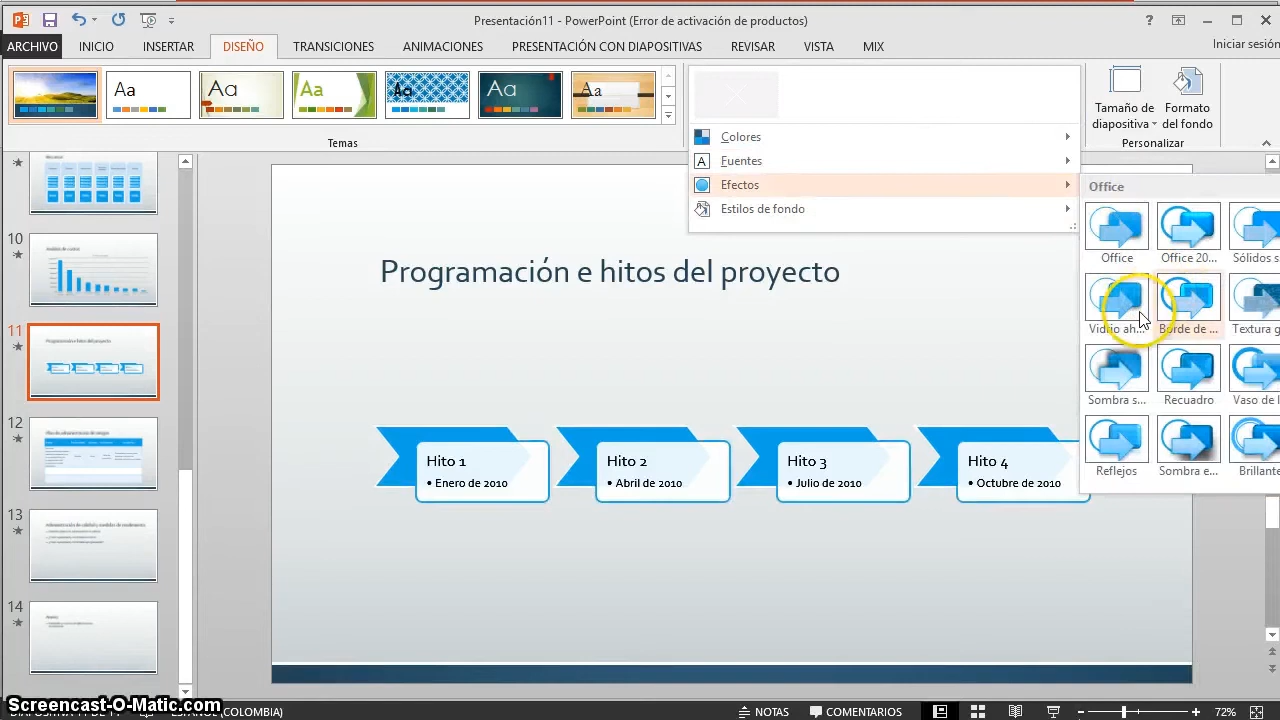 Presentación11 - PowerPoint (Error de activación de productos)
ARCHIVO INICIO INSERTAR DISEÑO TRANSICIONES ANIMACIONES PRESENTACIÓN CON DIAPOSITIVAS REVISAR VISTA MIX Iniciar sesión
Aa Aa Aa Aa Aa Aa
Temas
Colores
Fuentes
Efectos
Estilos de fondo
Tamaño de diapositiva
Formato del fondo
Personalizar
Office
Office Office 20... Sólidos s
Borde de ... Textura g
Sombra s... Recuadro Vaso de l
Reflejos Sombra e... Brillante
10
11
12
13
14
Programación e hitos del proyecto
Hito 1
• Enero de 2010
Hito 2
• Abril de 2010
Hito 3
• Julio de 2010
Hito 4
• Octubre de 2010
Screencast-O-Matic.com
ESPAÑOL (COLOMBIA)
NOTAS COMENTARIOS 72%